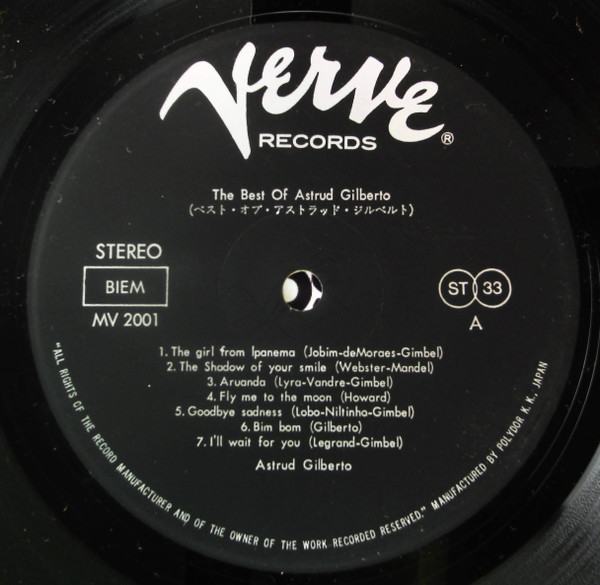 Verve
RECORDS ®
The Best Of Astrud Gilberto
(ベスト・オブ・アストラッド・ジルベルト)
STEREO
BIEM
MV 2001
ST 33
A
1. The girl from Ipanema (Jobim-deMoraes-Gimbel)
2. The Shadow of your smile (Webster-Mandel)
3. Aruanda (Lyra-Vandre-Gimbel)
4. Fly me to the moon (Howard)
5. Goodbye sadness (Lobo-Niltinho-Gimbel)
6. Bim bom (Gilberto)
7. I'll wait for you (Legrand-Gimbel)
Astrud Gilberto
"ALL RIGHTS OF THE RECORD MANUFACTURER AND OF THE OWNER OF THE WORK RECORDED RESERVED." MANUFACTURED BY POLYDOR K. K., JAPAN